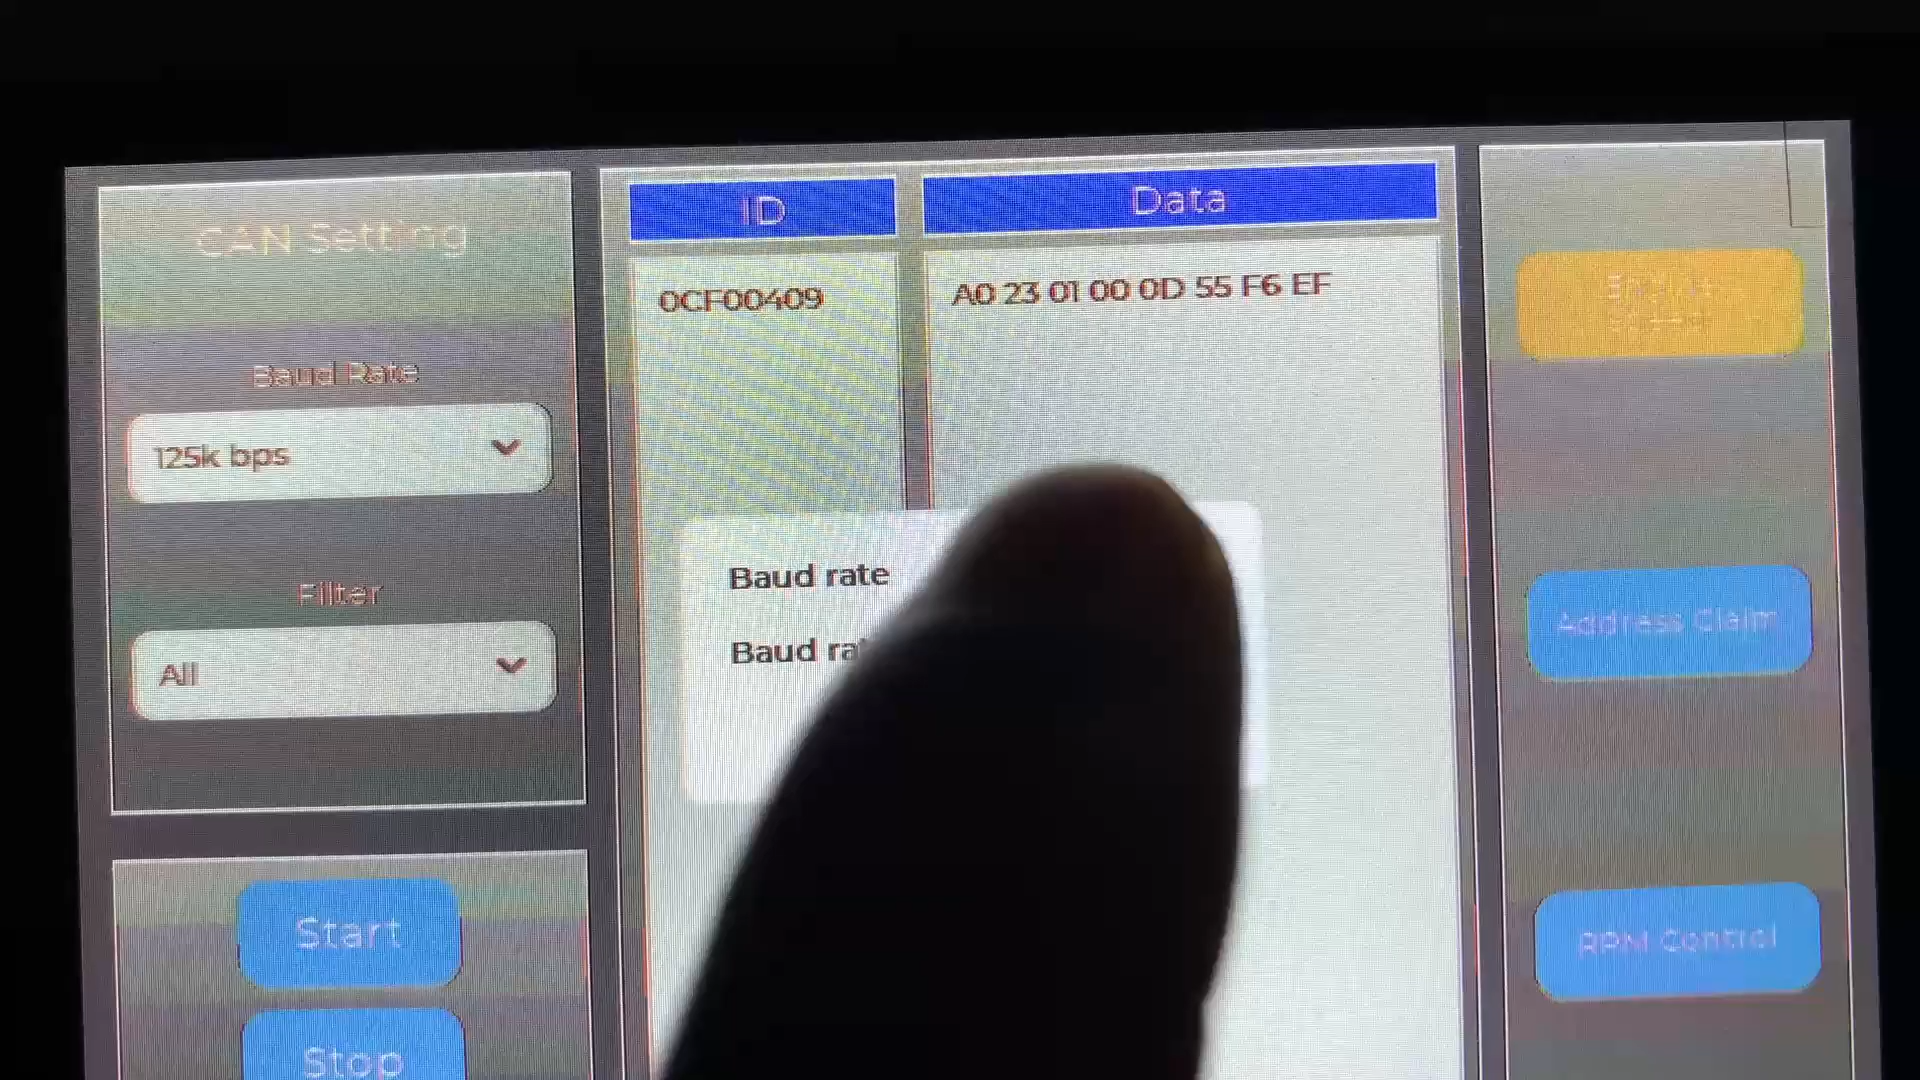 CAN Setting
Baud Rate
125k bps
Filter
All
Start
Stop
ID
Data
0CF00409
A0 23 01 00 0D 55 F6 EF
Baud rate
Baud
Address Claim
RPM Control